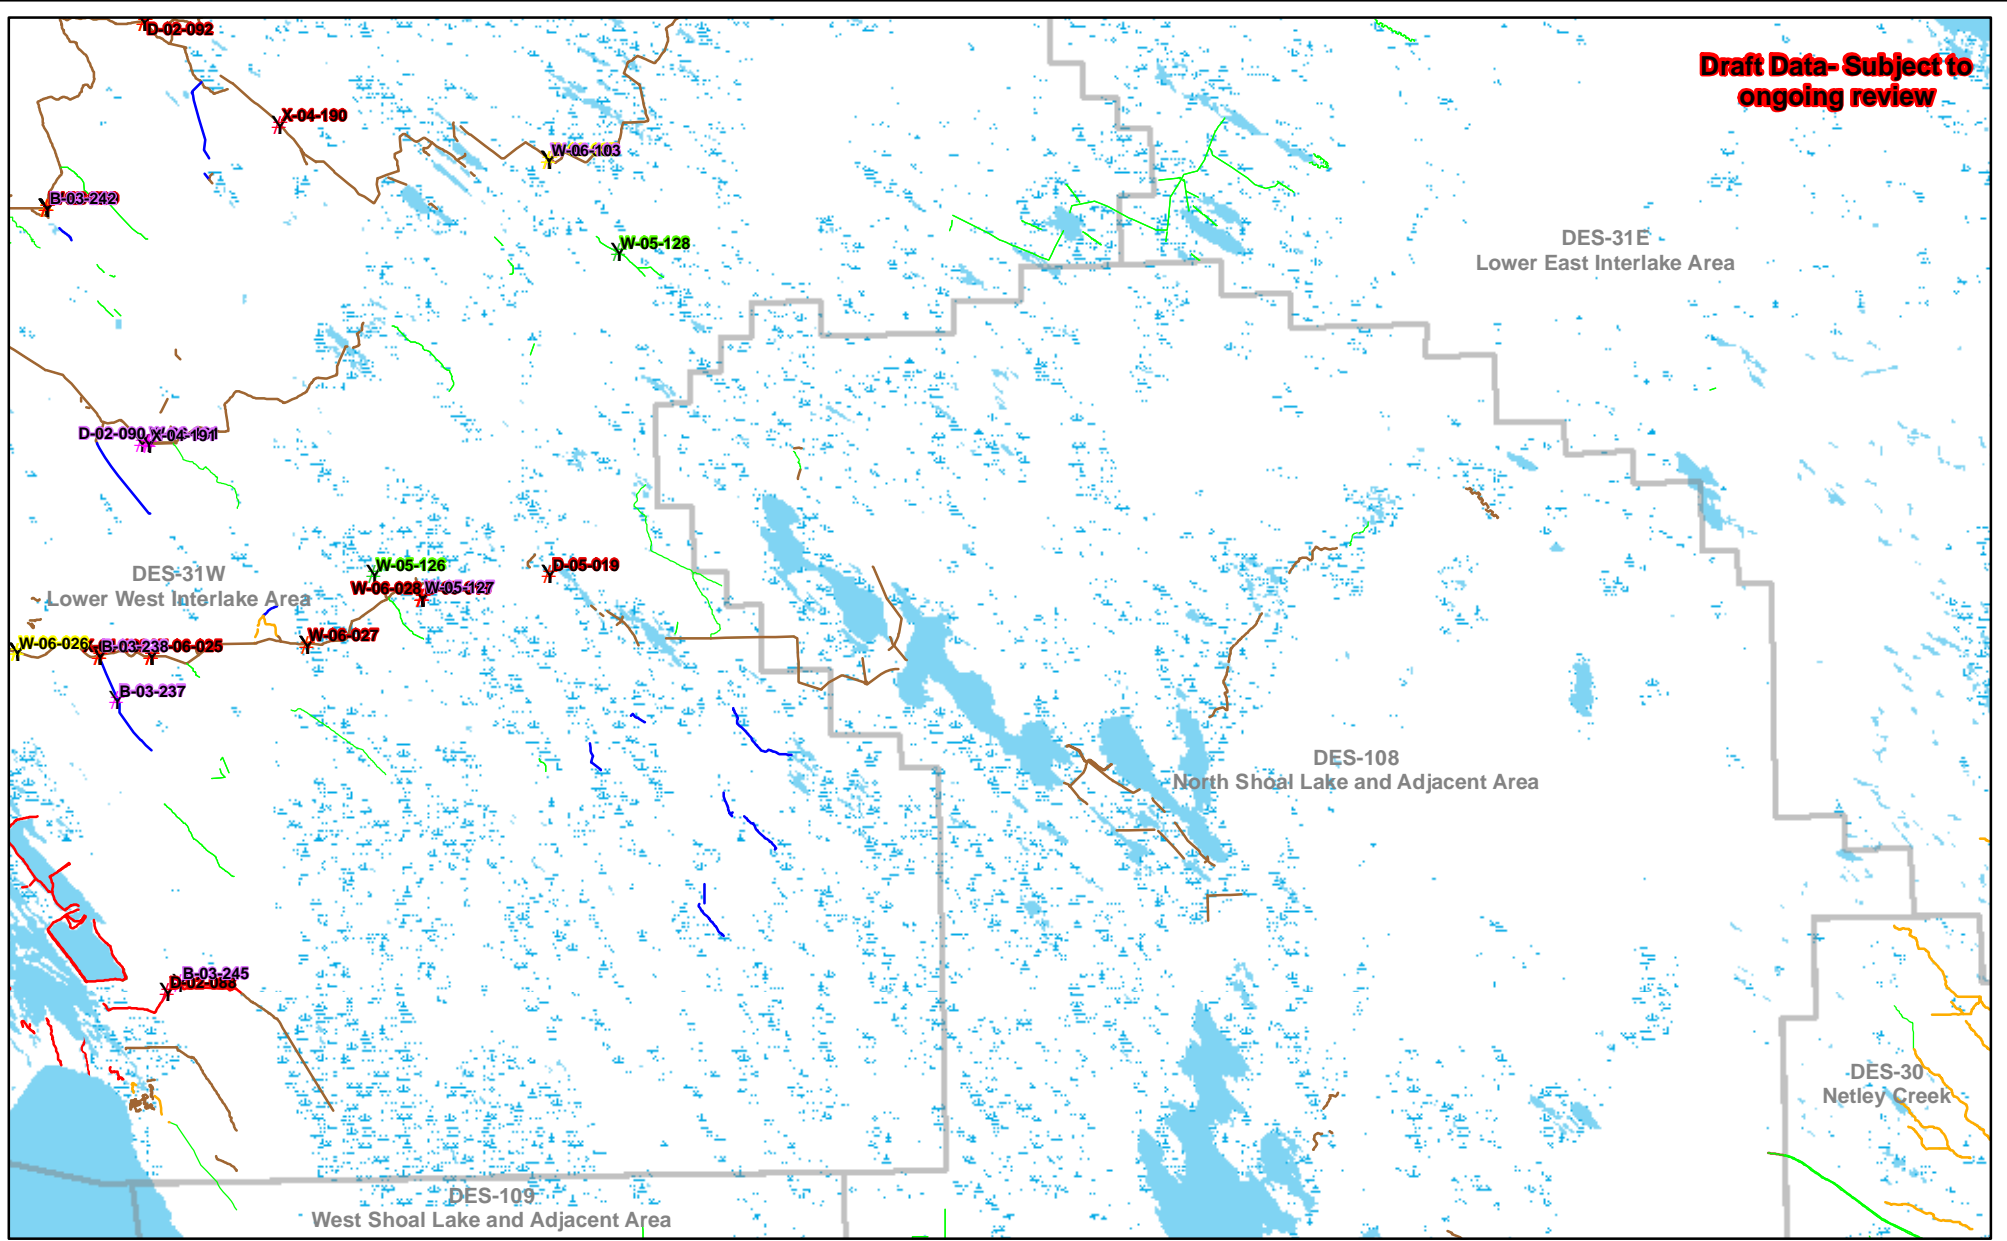 D-02-092
Draft Data- Subject to
ongoing review
X-04-190
W-06-103
B-03-242
W-05-128
DES-31E
Lower East Interlake Area
D-02-090
X-04-191
W-05-126
D-05-019
DES-31W
Lower West Interlake Area
W-06-028
W-05-127
W-06-027
W-06-026
B-03-238
06-025
B-03-237
DES-108
North Shoal Lake and Adjacent Area
B-03-245
D-02-088
DES-30
Netley Creek
DES-109
West Shoal Lake and Adjacent Area